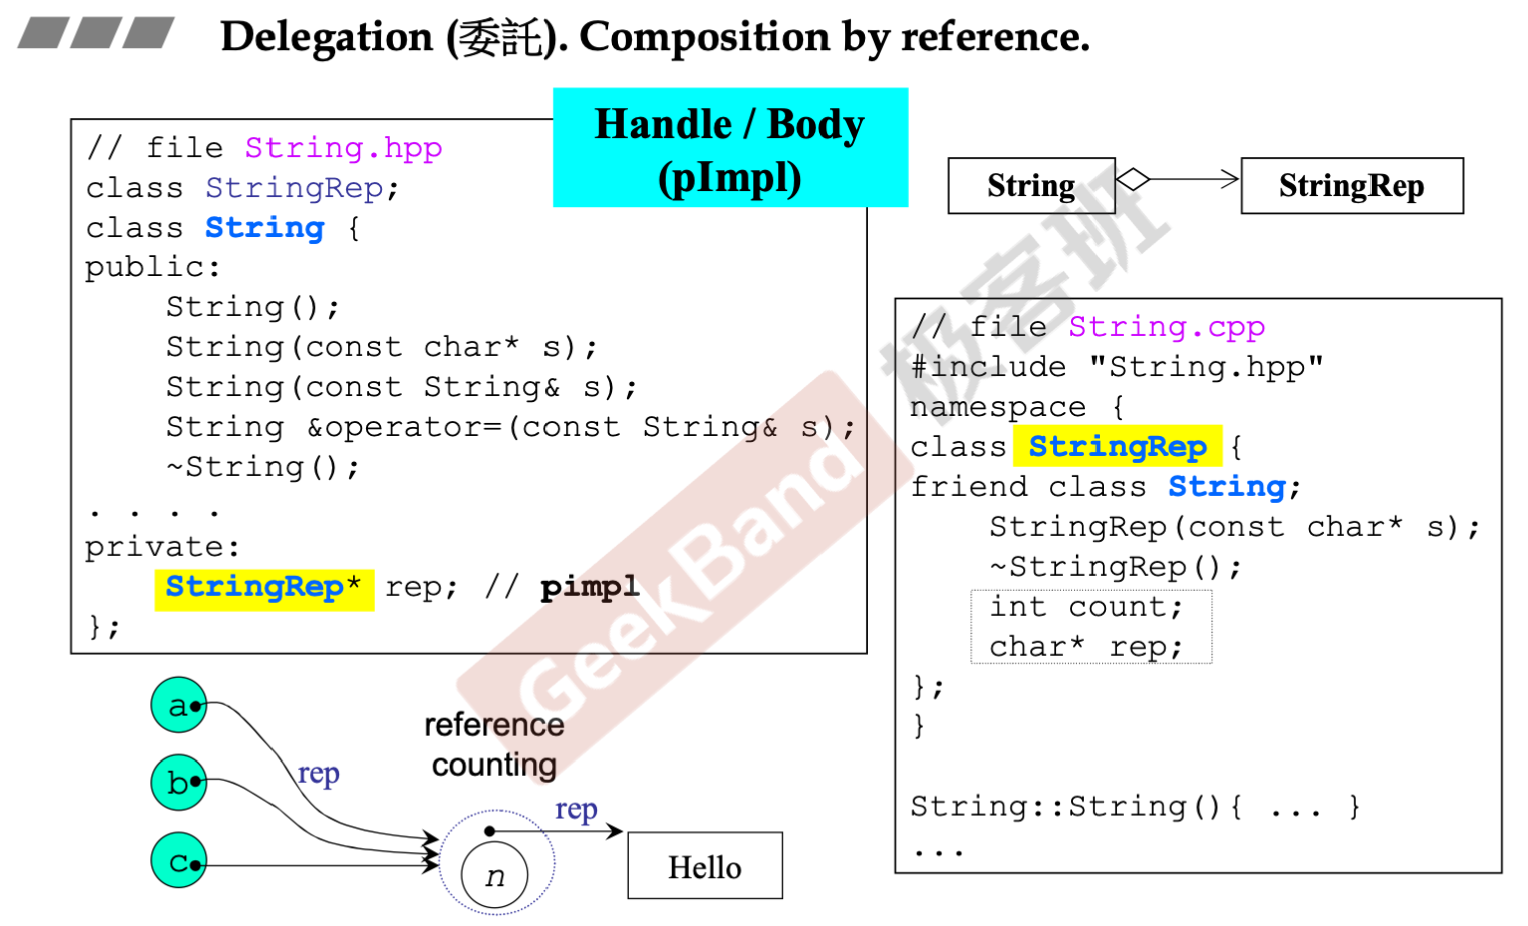 Delegation (委託). Composition by reference.
Handle / Body
(pImpl)
// file String.hpp
class StringRep;
class String {
public:
    String();
    String(const char* s);
    String(const String& s);
    String &operator=(const String& s);
    ~String();
. . . .
private:
    StringRep* rep; // pimpl
};
String
StringRep
// file String.cpp
#include "String.hpp"
namespace {
class StringRep {
friend class String;
    StringRep(const char* s);
    ~StringRep();
    int count;
    char* rep;
};
}
String::String(){ ... }
...
a
b
c
rep
reference
counting
rep
n
Hello
GeekBand
极客班